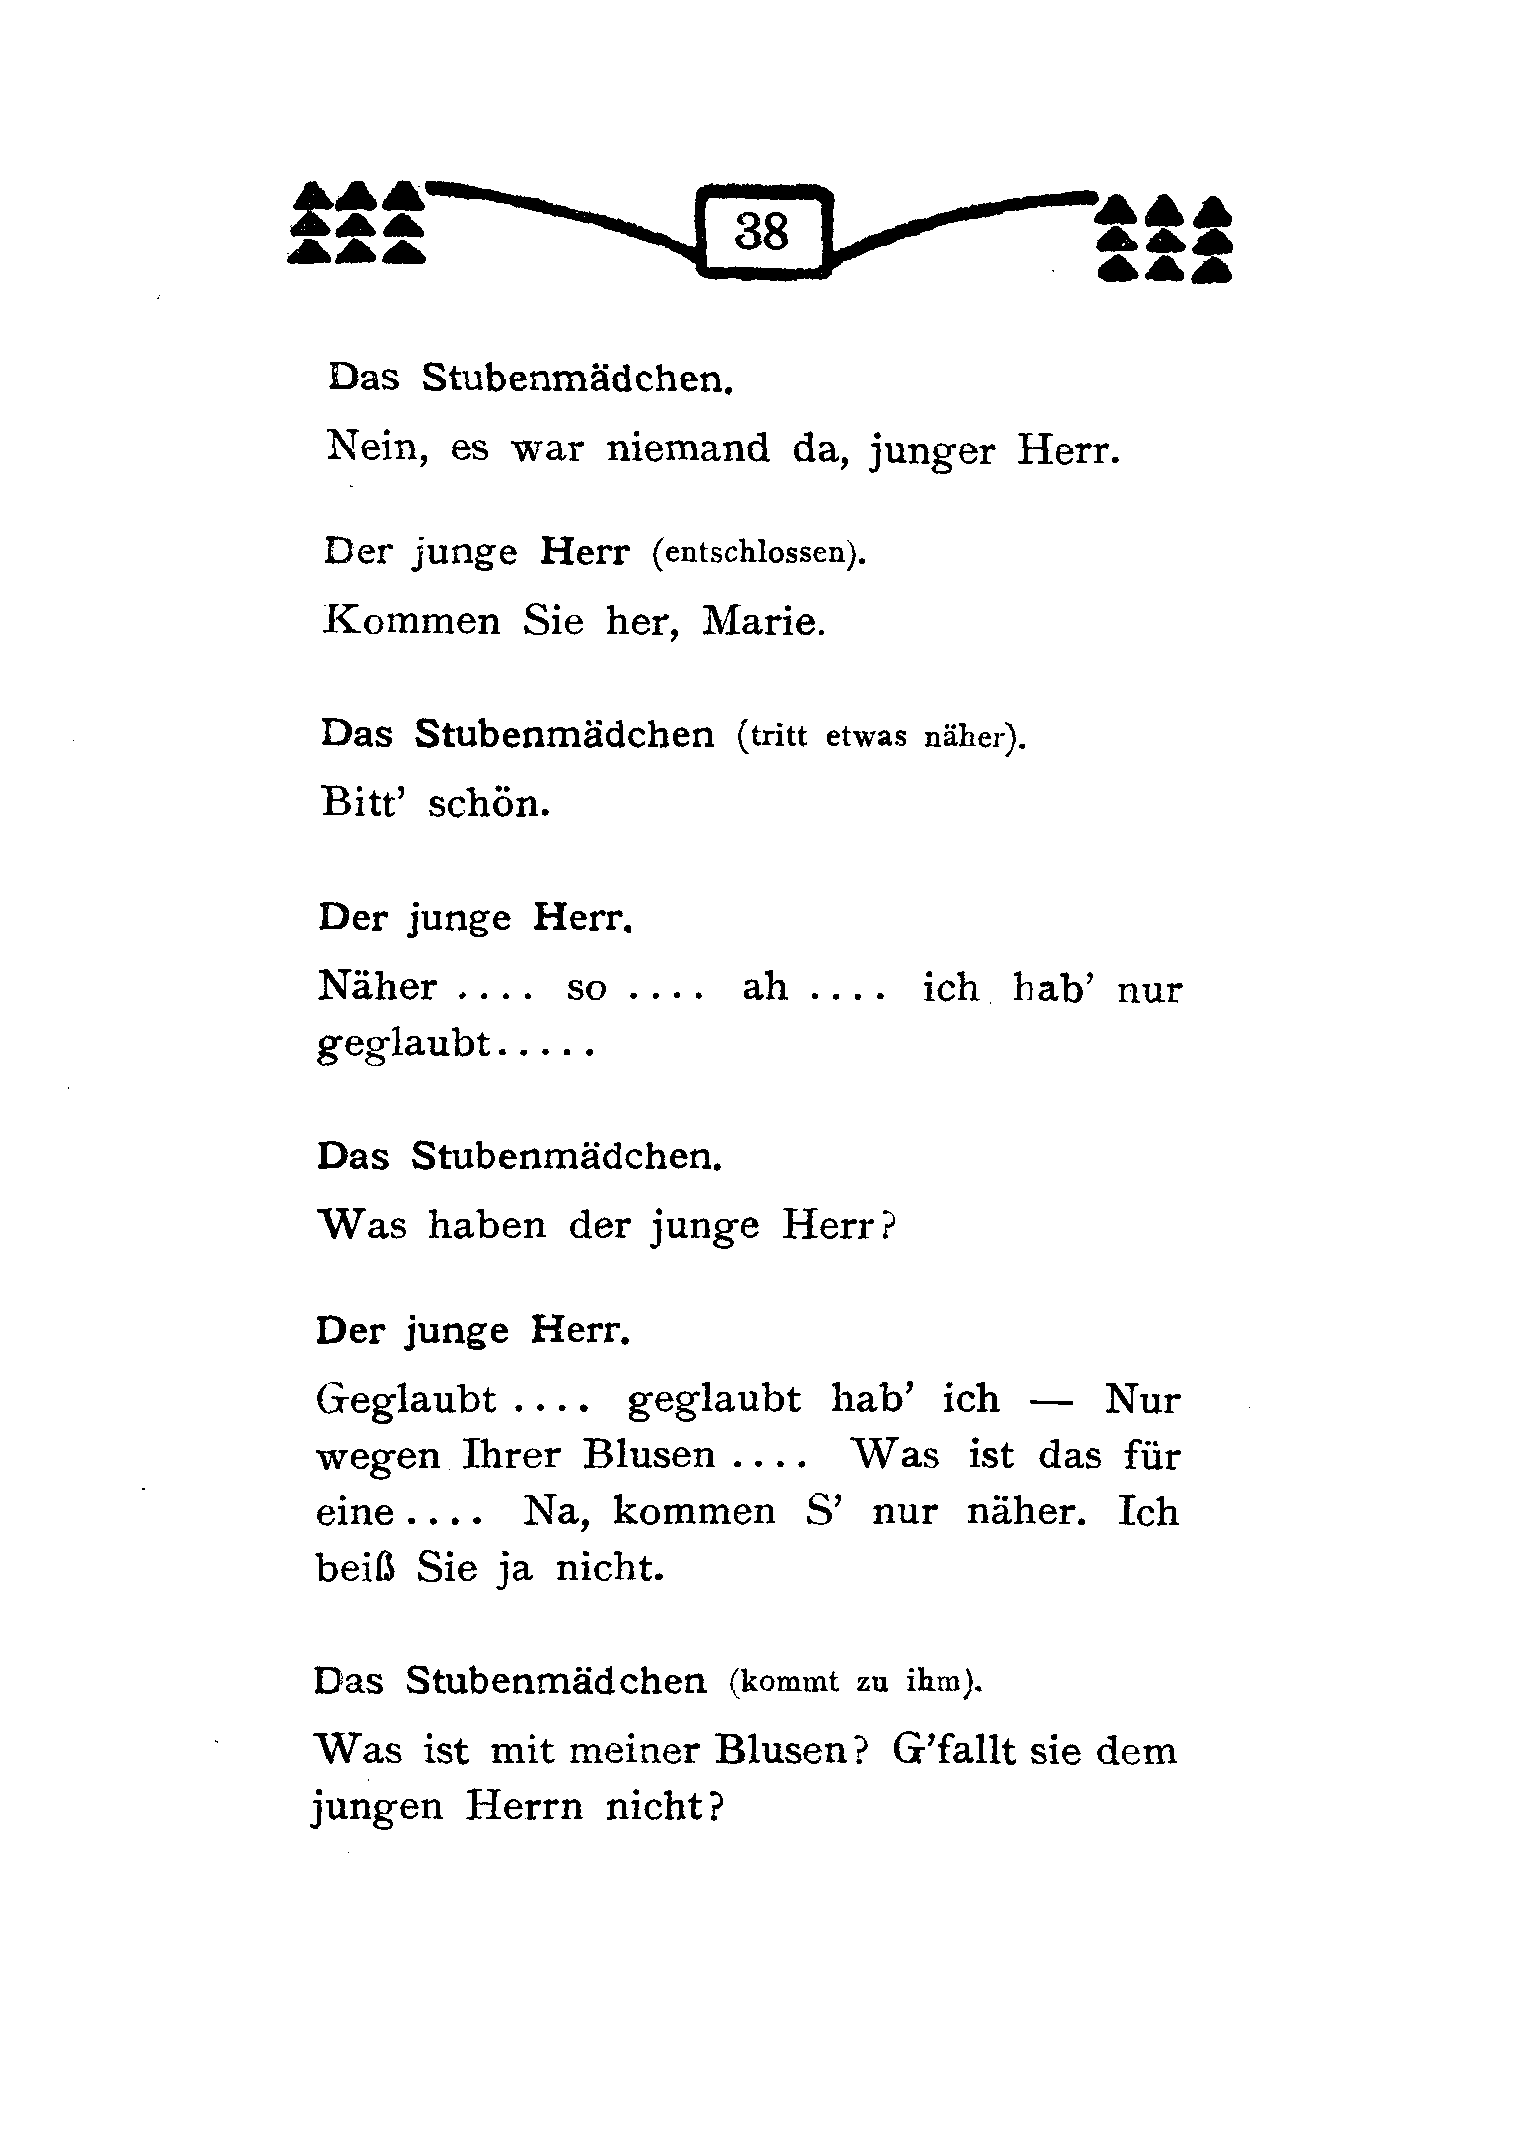 38
Das Stubenmädchen.
Nein, es war niemand da, junger Herr.
Der junge Herr (entschlossen).
Kommen Sie her, Marie.
Das Stubenmädchen (tritt etwas näher).
Bitt’ schön.
Der junge Herr.
Näher .... so .... ah .... ich hab’ nur
geglaubt.....
Das Stubenmädchen.
Was haben der junge Herr?
Der junge Herr.
Geglaubt .... geglaubt hab’ ich — Nur
wegen Ihrer Blusen .... Was ist das für
eine .... Na, kommen S’ nur näher. Ich
beiß Sie ja nicht.
Das Stubenmädchen (kommt zu ihm).
Was ist mit meiner Blusen? G’fallt sie dem
jungen Herrn nicht?